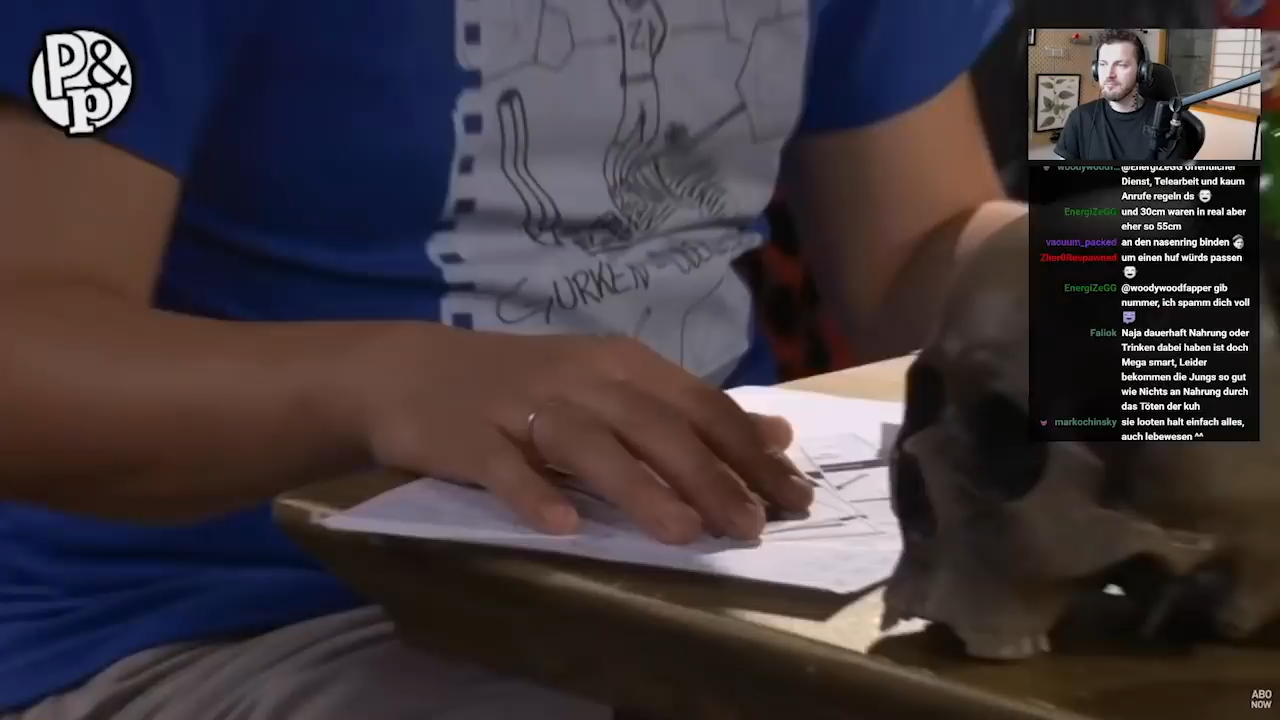 P&P
GURKEN
woodywoodf... @EnergiZeGG öffentlicher
Dienst, Telearbeit und kaum
Anrufe regeln ds
EnergiZeGG und 30cm waren in real aber
eher so 55cm
vacuum_packed an den nasenring binden
Zher0Respawned um einen huf würds passen
EnergiZeGG @woodywoodfapper gib
nummer, ich spamm dich voll
Faliok Naja dauerhaft Nahrung oder
Trinken dabei haben ist doch
Mega smart, Leider
bekommen die Jungs so gut
wie Nichts an Nahrung durch
das Töten der kuh
markochinsky sie looten halt einfach alles,
auch lebewesen ^^
ABO
NOW